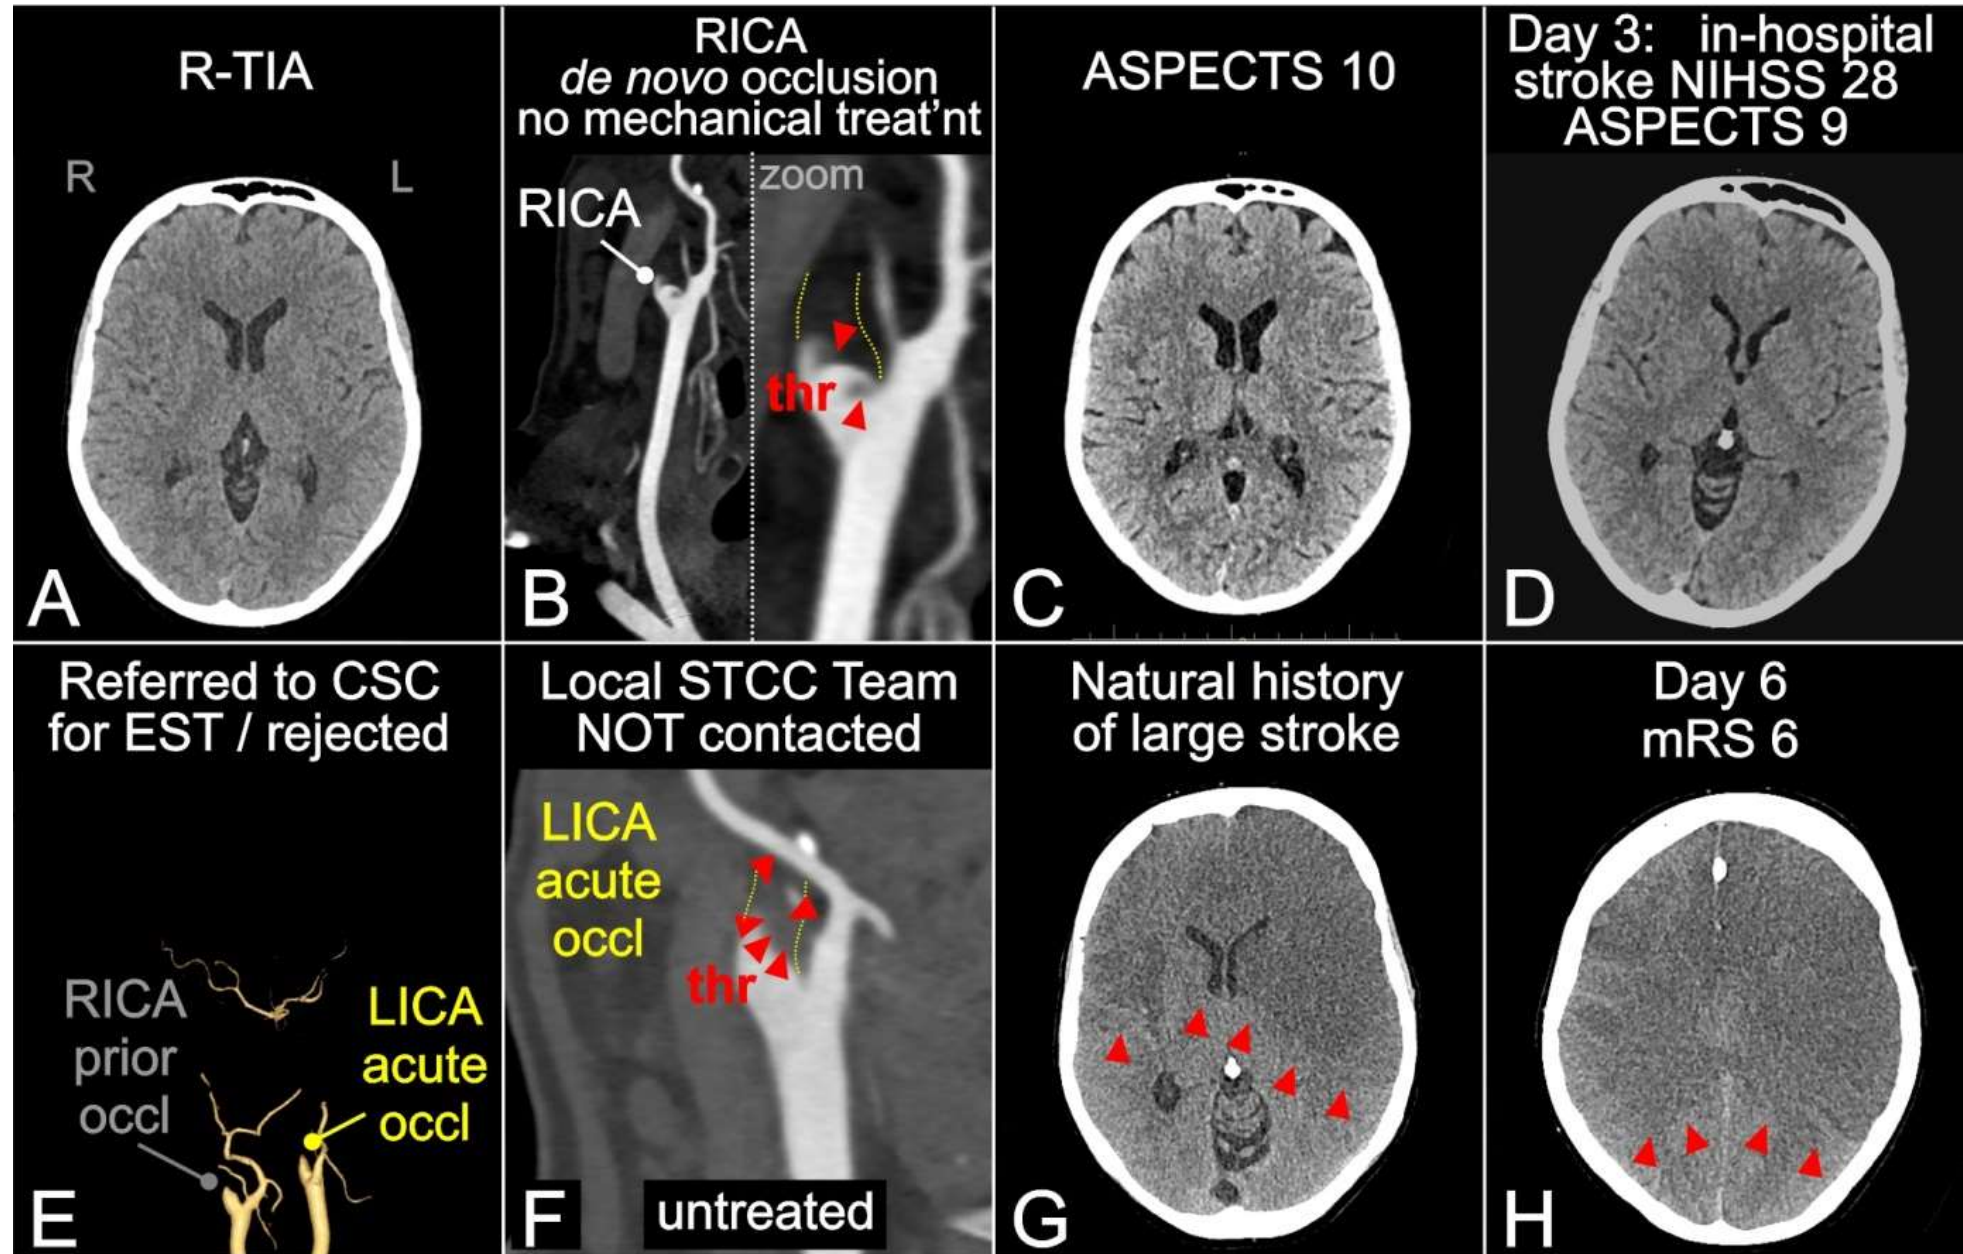 R-TIA
R
L
A
RICA
de novo occlusion
no mechanical treat'nt
zoom
RICA
thr
B
ASPECTS 10
C
Day 3: in-hospital
stroke NIHSS 28
ASPECTS 9
D
Referred to CSC
for EST / rejected
RICA
prior
occl
LICA
acute
occl
E
Local STCC Team
NOT contacted
LICA
acute
occl
thr
untreated
F
Natural history
of large stroke
G
Day 6
mRS 6
H